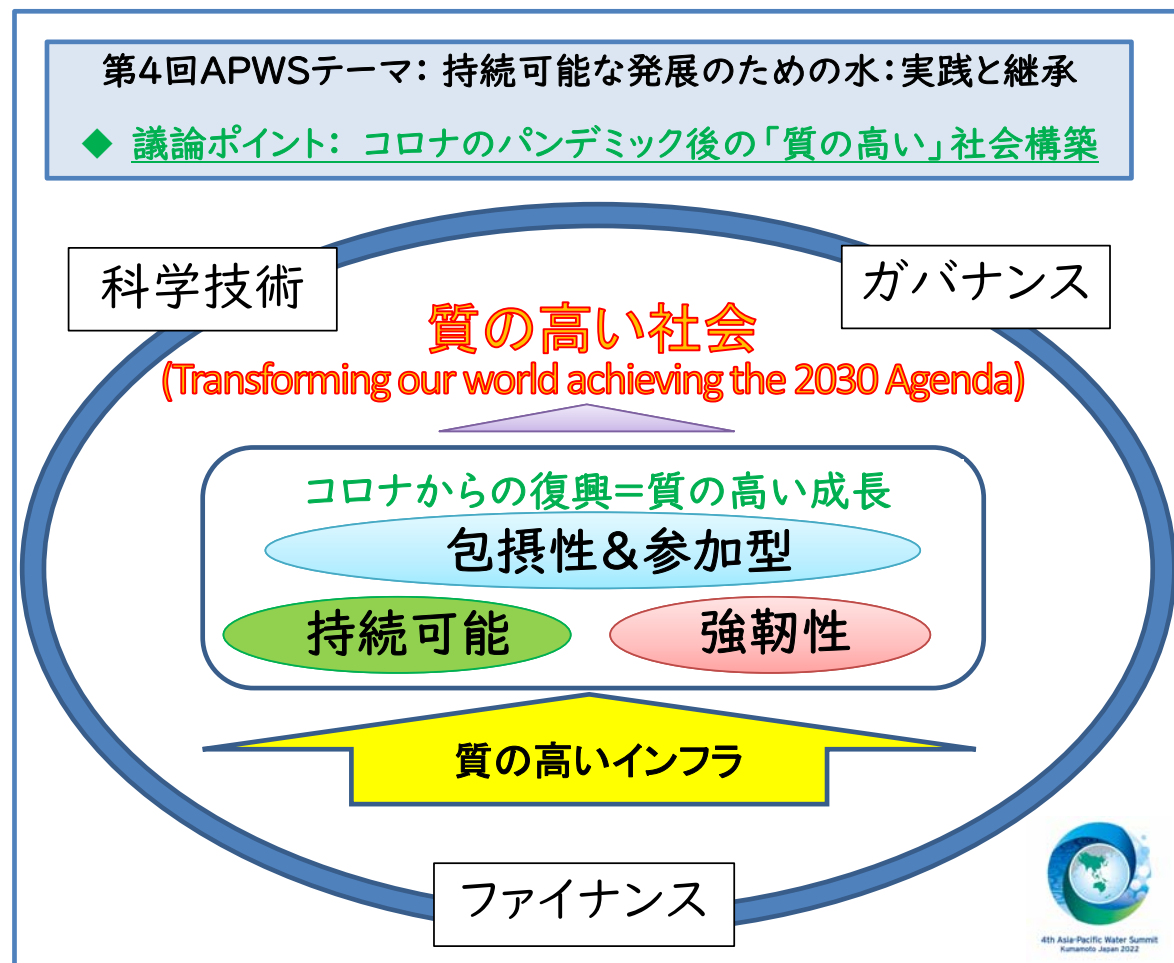 第4回APWSテーマ: 持続可能な発展のための水:実践と継承
◆ 議論ポイント: コロナのパンデミック後の「質の高い」社会構築
科学技術
ガバナンス
質の高い社会
(Transforming our world achieving the 2030 Agenda)
コロナからの復興=質の高い成長
包摂性&参加型
持続可能
強靭性
質の高いインフラ
ファイナンス
4th Asia-Pacific Water Summit
Kumamoto Japan 2022